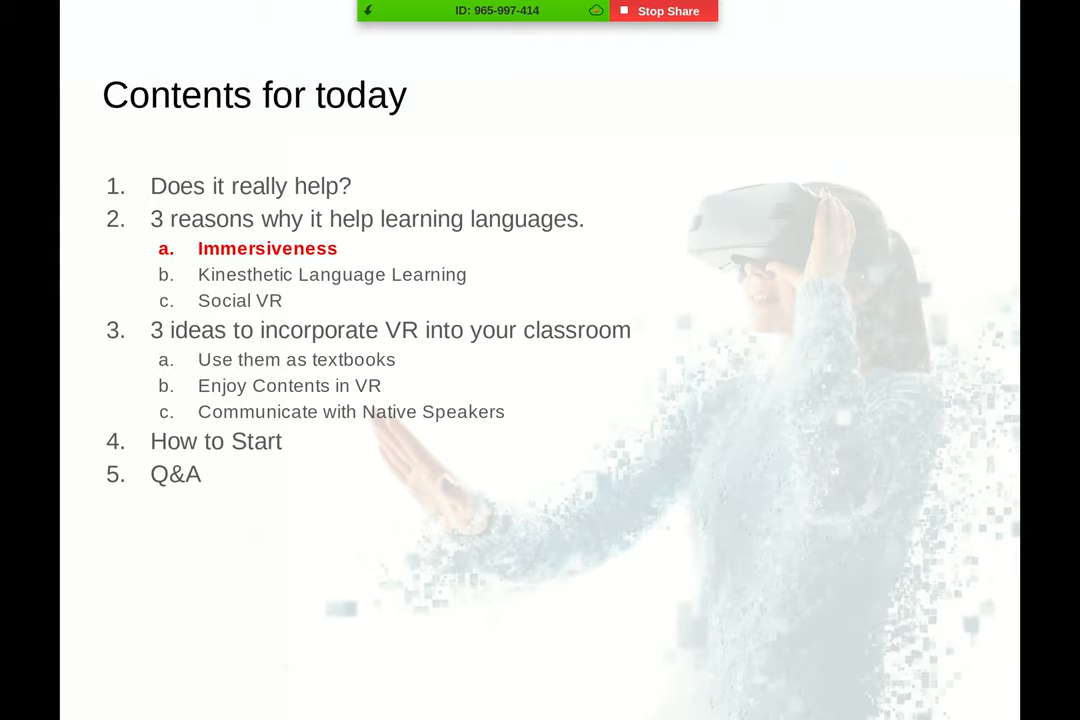 ID: 965-997-414
Stop Share
Contents for today
1. Does it really help?
2. 3 reasons why it help learning languages.
a. Immersiveness
b. Kinesthetic Language Learning
c. Social VR
3. 3 ideas to incorporate VR into your classroom
a. Use them as textbooks
b. Enjoy Contents in VR
c. Communicate with Native Speakers
4. How to Start
5. Q&A